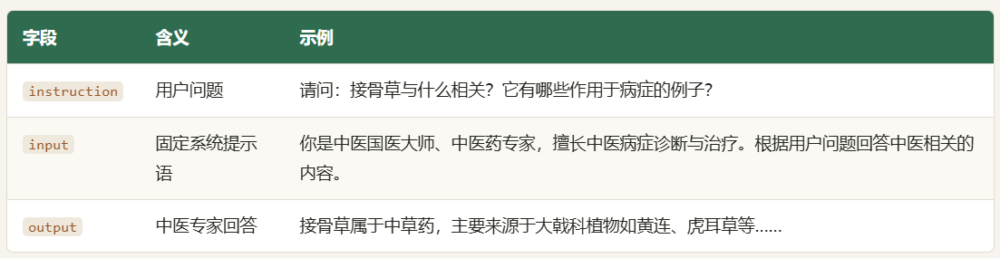 字段 含义 示例
instruction 用户问题 请问：接骨草与什么相关？它有哪些作用于病症的例子？
input 固定系统提示语 你是中医国医大师、中医药专家，擅长中医病症诊断与治疗。根据用户问题回答中医相关的内容。
output 中医专家回答 接骨草属于中草药，主要来源于大戟科植物如黄连、虎耳草等……